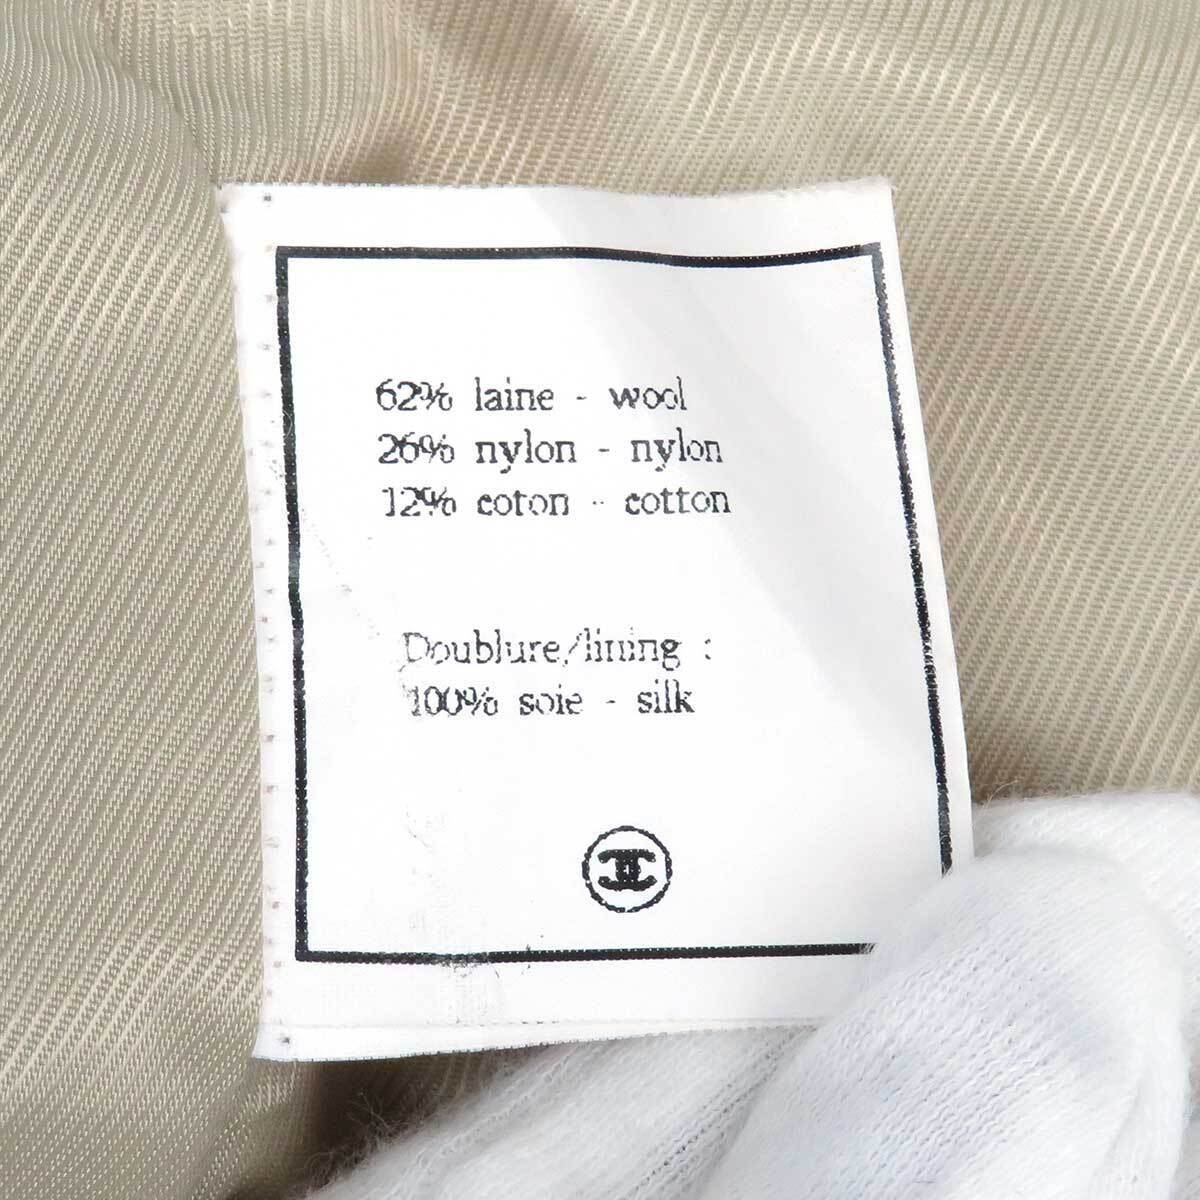 62% laine - wool
26% nylon - nylon
12% coton - cotton
Doublure/lining :
100% soie - silk